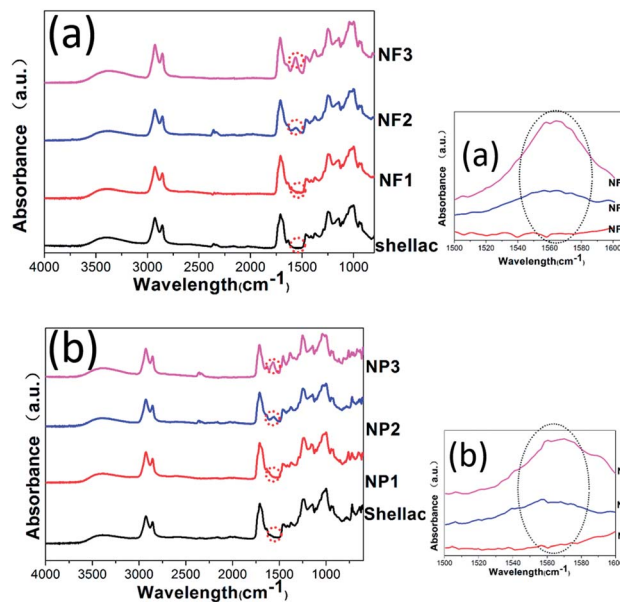 (a)
NF3
NF2
NF1
shellac
Absorbance (a.u.)
4000 3500 3000 2500 2000 1500 1000
Wavelength(cm-1)
(a)
Absorbance (a.u.)
1500 1520 1540 1560 1580 1600
Wavelength(cm-1)
(b)
NP3
NP2
NP1
Shellac
Absorbance (a.u.)
4000 3500 3000 2500 2000 1500 1000
Wavelength(cm-1)
(b)
Absorbance (a.u.)
1500 1520 1540 1560 1580 1600
Wavelength(cm-1)